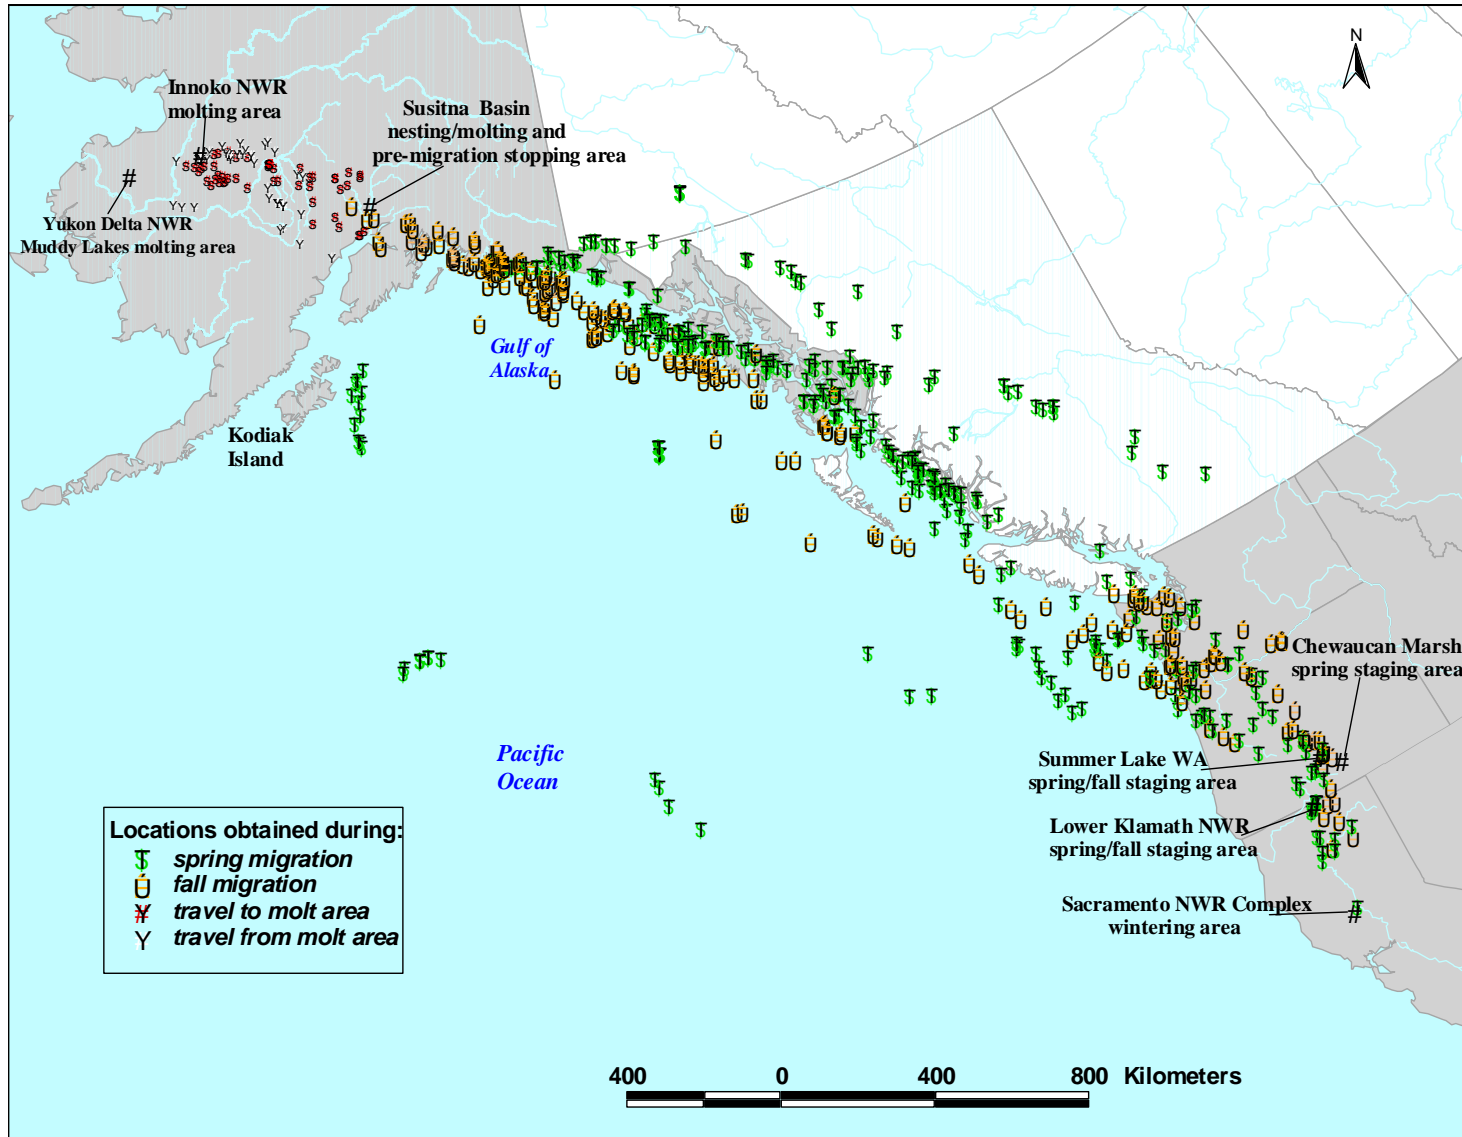 N
Innoko NWR
molting area
Susitna Basin
nesting/molting and
pre-migration stopping area
Yukon Delta NWR
Muddy Lakes molting area
Gulf of
Alaska
Kodiak
Island
Chewaucan Marsh
spring staging area
Pacific
Ocean
Summer Lake WA
spring/fall staging area
Lower Klamath NWR
spring/fall staging area
Sacramento NWR Complex
wintering area
Locations obtained during:
spring migration
fall migration
travel to molt area
travel from molt area
400 0 400 800 Kilometers